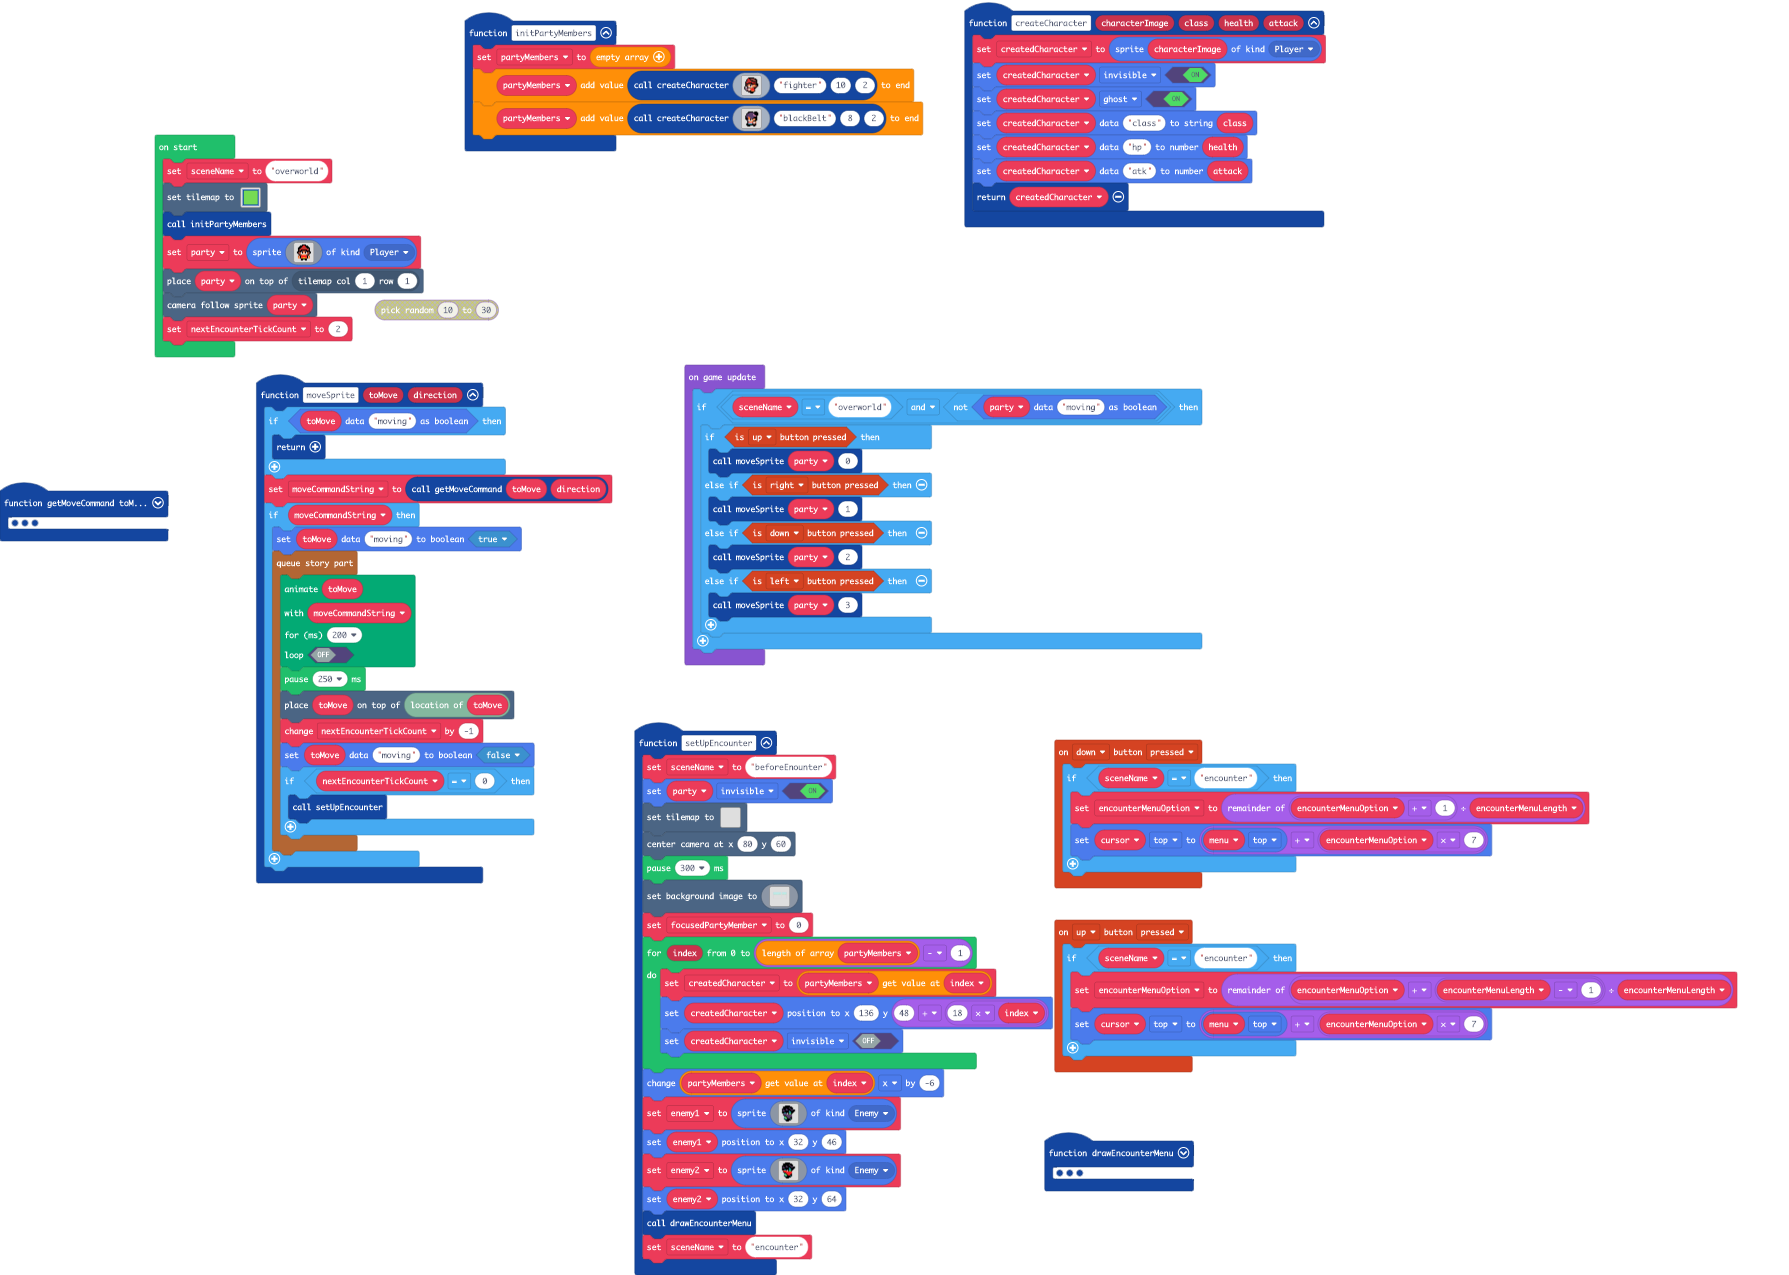 function initPartyMembers
set partyMembers to empty array
partyMembers add value call createCharacter "fighter" 10 2 to end
partyMembers add value call createCharacter "blackBelt" 8 2 to end
function createCharacter characterImage class health attack
set createdCharacter to sprite characterImage of kind Player
set createdCharacter invisible ON
set createdCharacter ghost ON
set createdCharacter data "class" to string class
set createdCharacter data "hp" to number health
set createdCharacter data "atk" to number attack
return createdCharacter
on start
set sceneName to "overworld"
set tilemap to
call initPartyMembers
set party to sprite of kind Player
place party on top of tilemap col 1 row 1
camera follow sprite party
set nextEncounterTickCount to 2
pick random 10 to 30
function moveSprite toMove direction
if toMove data "moving" as boolean then
return
set moveCommandString to call getMoveCommand toMove direction
if moveCommandString then
set toMove data "moving" to boolean true
queue story part
animate toMove
with moveCommandString
for (ms) 200
loop OFF
pause 250 ms
place toMove on top of location of toMove
change nextEncounterTickCount by -1
set toMove data "moving" to boolean false
if nextEncounterTickCount = 0 then
call setUpEncounter
function getMoveCommand toM...
on game update
if sceneName = "overworld" and not party data "moving" as boolean then
if is up button pressed then
call moveSprite party 0
else if is right button pressed then
call moveSprite party 1
else if is down button pressed then
call moveSprite party 2
else if is left button pressed then
call moveSprite party 3
function setUpEncounter
set sceneName to "beforeEnounter"
set party invisible ON
set tilemap to
center camera at x 80 y 60
pause 300 ms
set background image to
set focusedPartyMember to 0
for index from 0 to length of array partyMembers - 1
do
set createdCharacter to partyMembers get value at index
set createdCharacter position to x 136 y 48 + 18 × index
set createdCharacter invisible OFF
change partyMembers get value at index x by -6
set enemy1 to sprite of kind Enemy
set enemy1 position to x 32 y 46
set enemy2 to sprite of kind Enemy
set enemy2 position to x 32 y 64
call drawEncounterMenu
set sceneName to "encounter"
on down button pressed
if sceneName = "encounter" then
set encounterMenuOption to remainder of encounterMenuOption + 1 ÷ encounterMenuLength
set cursor top to menu top + encounterMenuOption × 7
on up button pressed
if sceneName = "encounter" then
set encounterMenuOption to remainder of encounterMenuOption + encounterMenuLength - 1 ÷ encounterMenuLength
set cursor top to menu top + encounterMenuOption × 7
function drawEncounterMenu